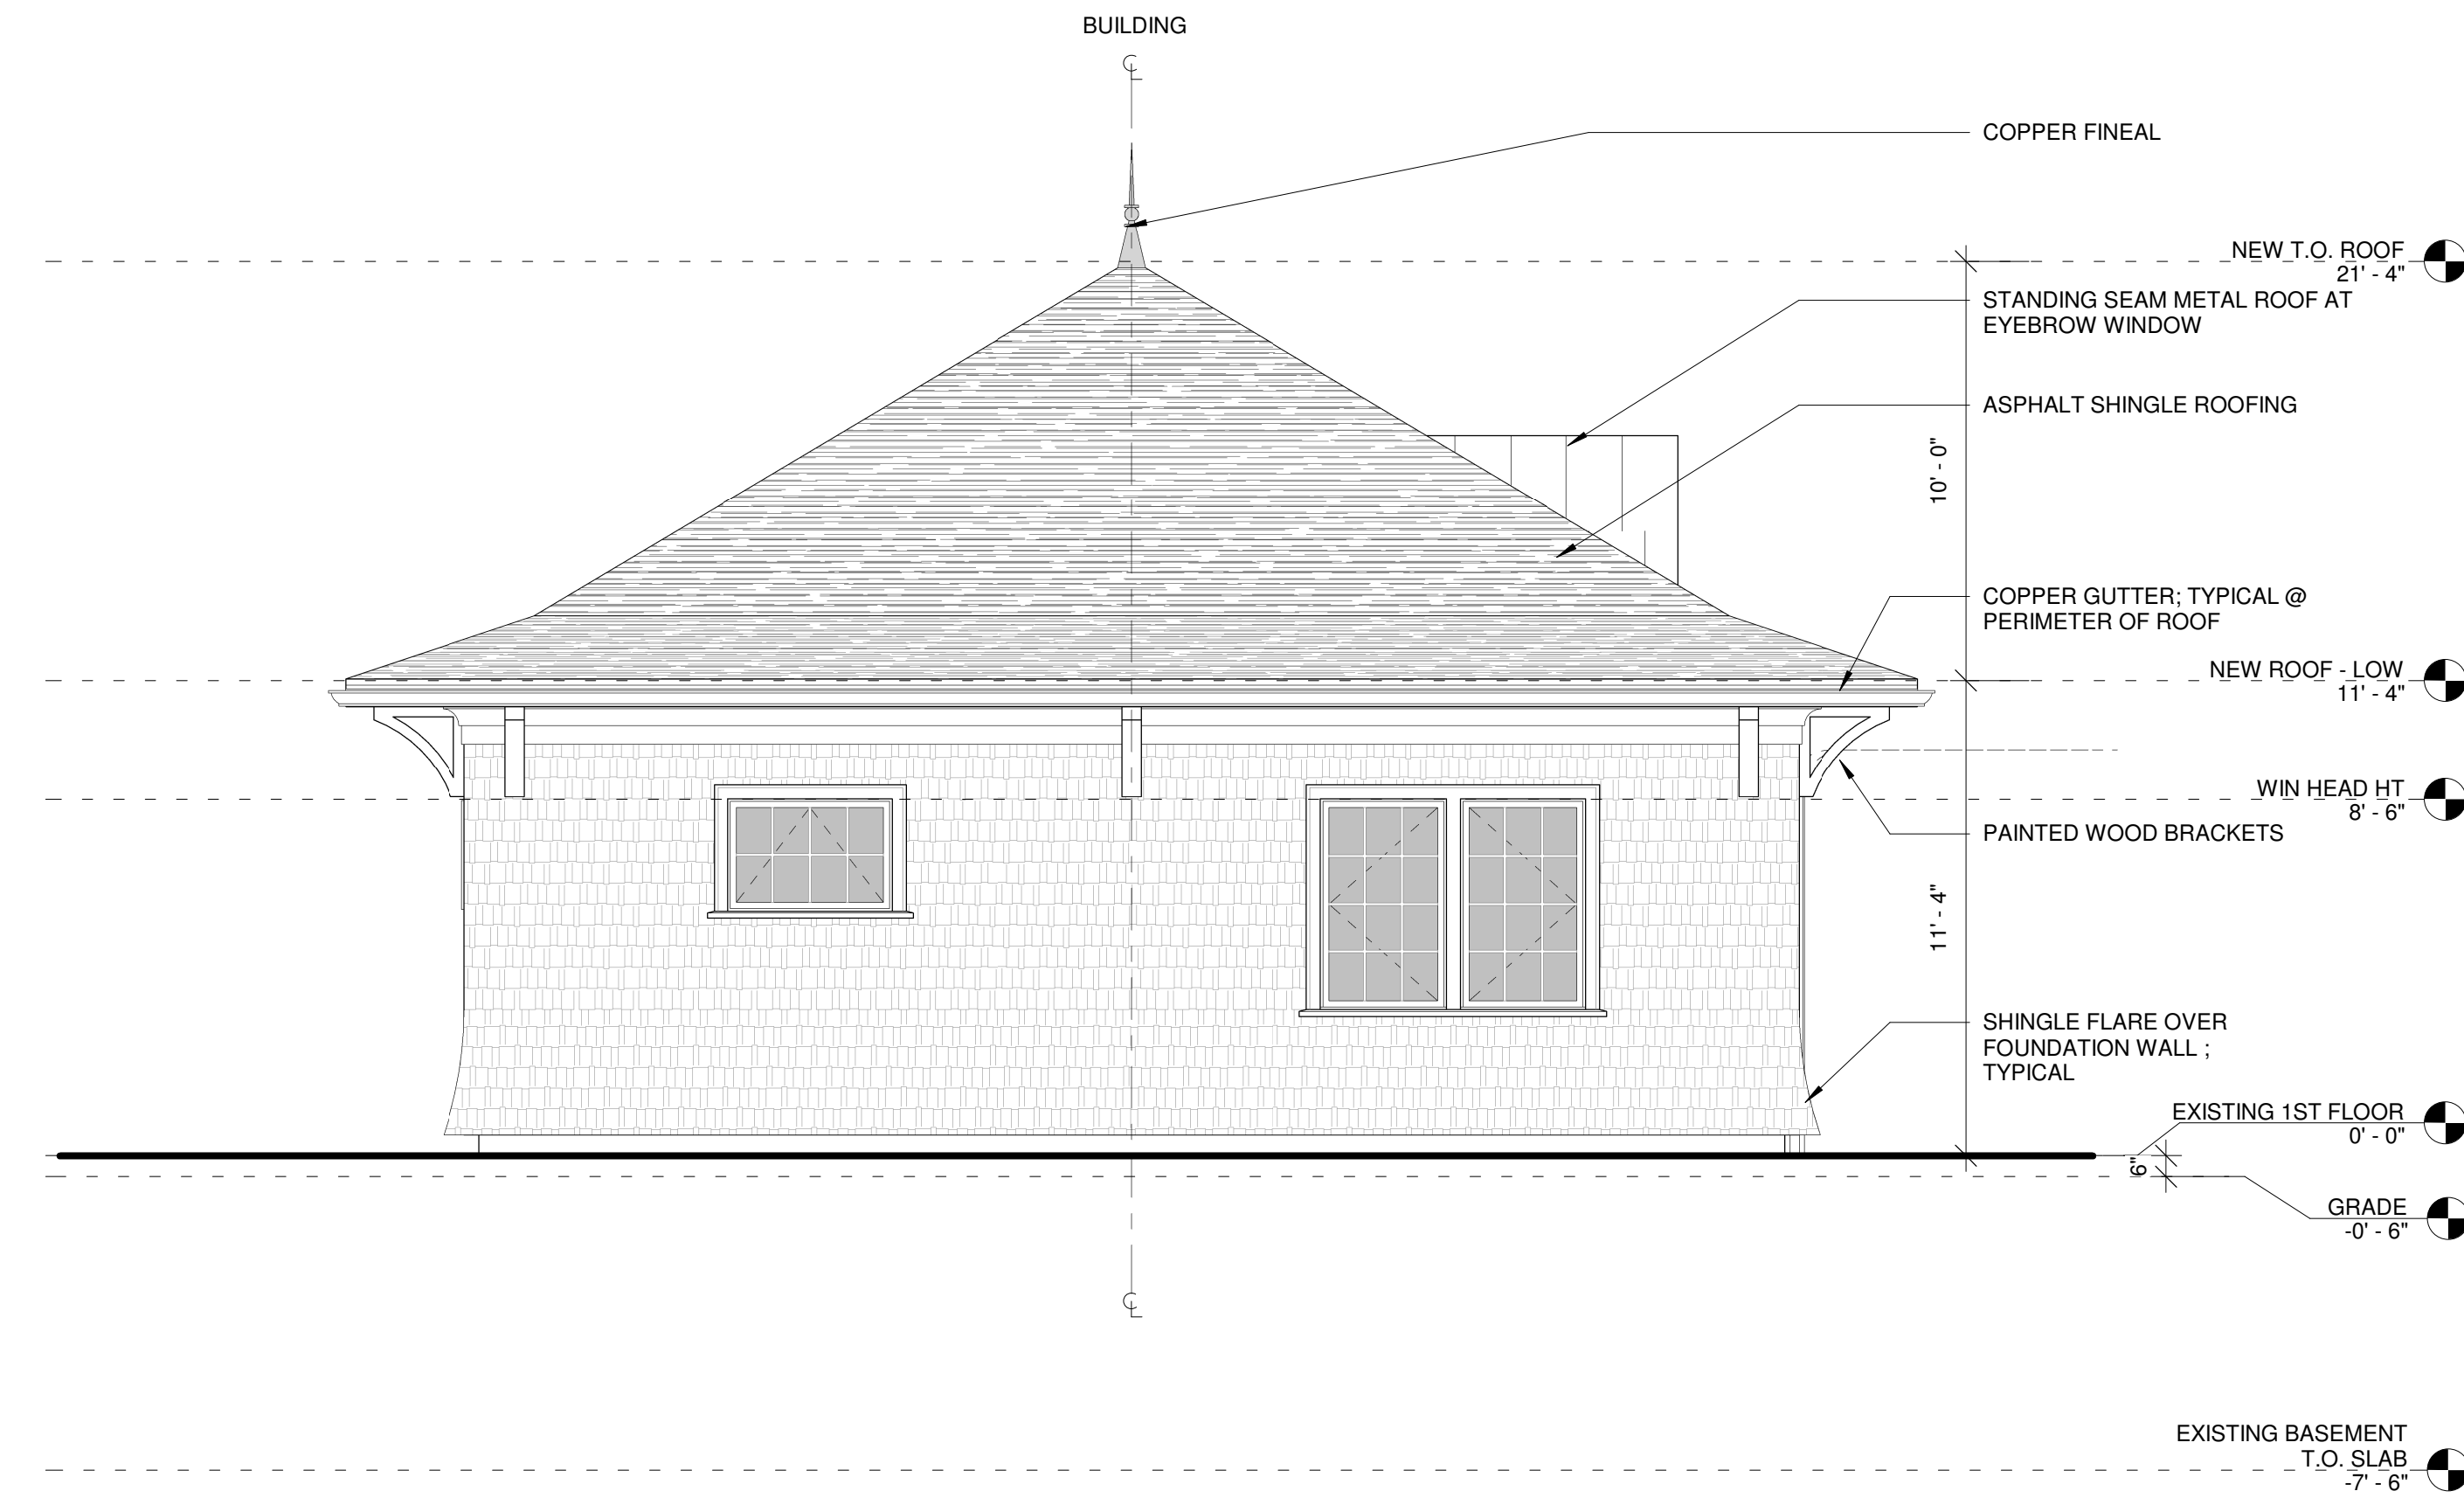 BUILDING
COPPER FINEAL
NEW T.O. ROOF
21' - 4"
STANDING SEAM METAL ROOF AT
EYEBROW WINDOW
ASPHALT SHINGLE ROOFING
10' - 0"
COPPER GUTTER; TYPICAL @
PERIMETER OF ROOF
NEW ROOF - LOW
11' - 4"
WIN HEAD HT
8' - 6"
PAINTED WOOD BRACKETS
11' - 4"
SHINGLE FLARE OVER
FOUNDATION WALL ;
TYPICAL
EXISTING 1ST FLOOR
0' - 0"
6"
GRADE
-0' - 6"
EXISTING BASEMENT
T.O. SLAB
-7' - 6"